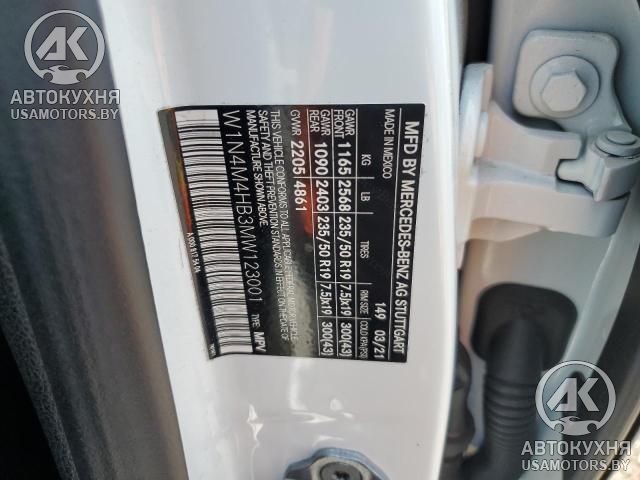 АК
АВТОКУХНЯ
USAMOTORS.BY
MFD BY MERCEDES-BENZ AG STUTTGART
MADE IN MEXICO 149 03/21
KG LB TIRES RIM SIZE COLD KPA(PSI)
GAWR FRONT 1165 2568 235/50 R19 7.5Jx19 300(43)
GAWR REAR 1090 2403 235/50 R19 7.5Jx19 300(43)
GVWR 2205 4861
THIS VEHICLE CONFORMS TO ALL APPLICABLE
SAFETY AND THEFT PREVENTION STANDARDS IN EFFECT ON THE DATE OF
MANUFACTURE SHOWN ABOVE.
W1N4M4HB3MW123001 TYPE: MPV
АК
АВТОКУХНЯ
USAMOTORS.BY